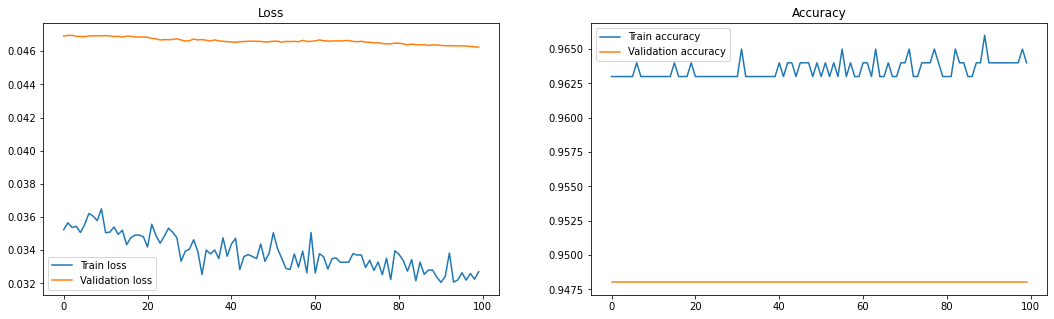 Loss
0.046
0.044
0.042
0.040
0.038
0.036
0.034
0.032
Train loss
Validation loss
0 20 40 60 80 100
Accuracy
0.9650
0.9625
0.9600
0.9575
0.9550
0.9525
0.9500
0.9475
Train accuracy
Validation accuracy
0 20 40 60 80 100